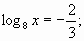 log₈ x = −2/3;